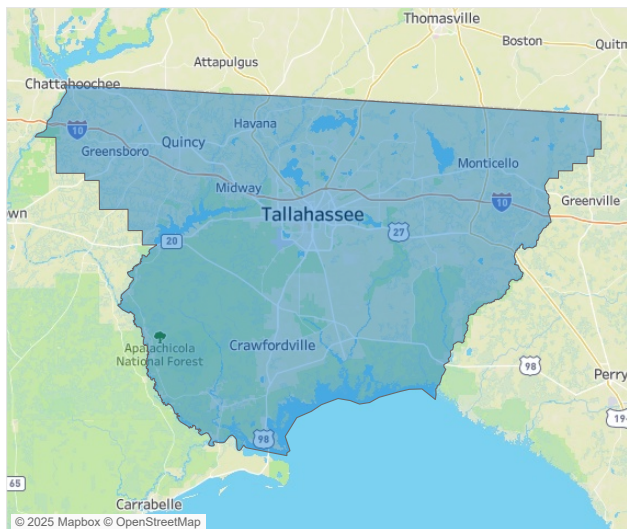 Thomasville
Boston
Quitm
Attapulgus
Chattahoochee
Havana
10
Quincy
Greensboro
Monticello
Midway
10
Greenville
own
Tallahassee
27
20
Crawfordville
Apalachicola
National Forest
98
Perry
19
98
65
Carrabelle
© 2025 Mapbox © OpenStreetMap